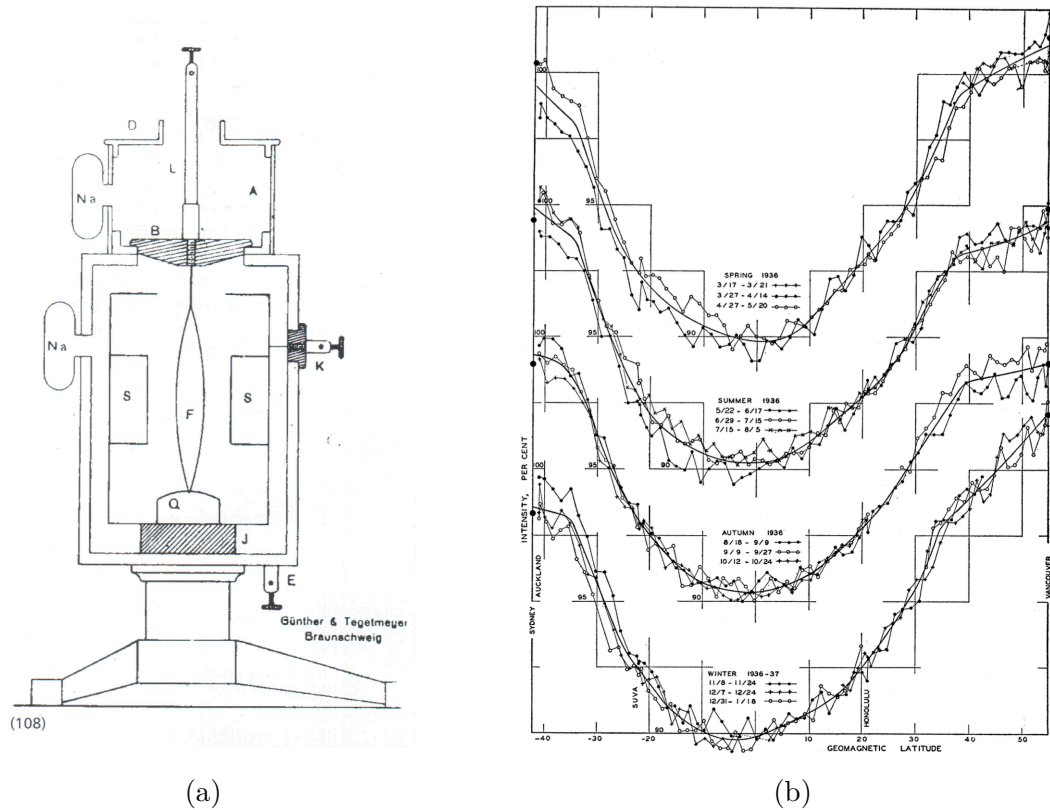 D
L
Na
A
B
Na
K
S
S
F
Q
J
E
Günther & Tegetmeyer
Braunschweig
(108)
(a)
INTENSITY, PER CENT
SYDNEY
AUCKLAND
SUVA
HONOLULU
VANCOUVER
100
95
90
SPRING 1936
3/17 - 3/21
3/27 - 4/14
4/27 - 5/20
100
95
90
SUMMER 1936
5/22 - 6/17
6/29 - 7/15
7/15 - 8/5
100
95
90
AUTUMN 1936
8/18 - 9/9
9/9 - 9/27
10/12 - 10/24
100
95
90
WINTER 1936-37
11/8 - 11/24
12/7 - 12/24
12/31 - 1/18
-40 -30 -20 -10 0 10 20 30 40 50
GEOMAGNETIC LATITUDE
(b)